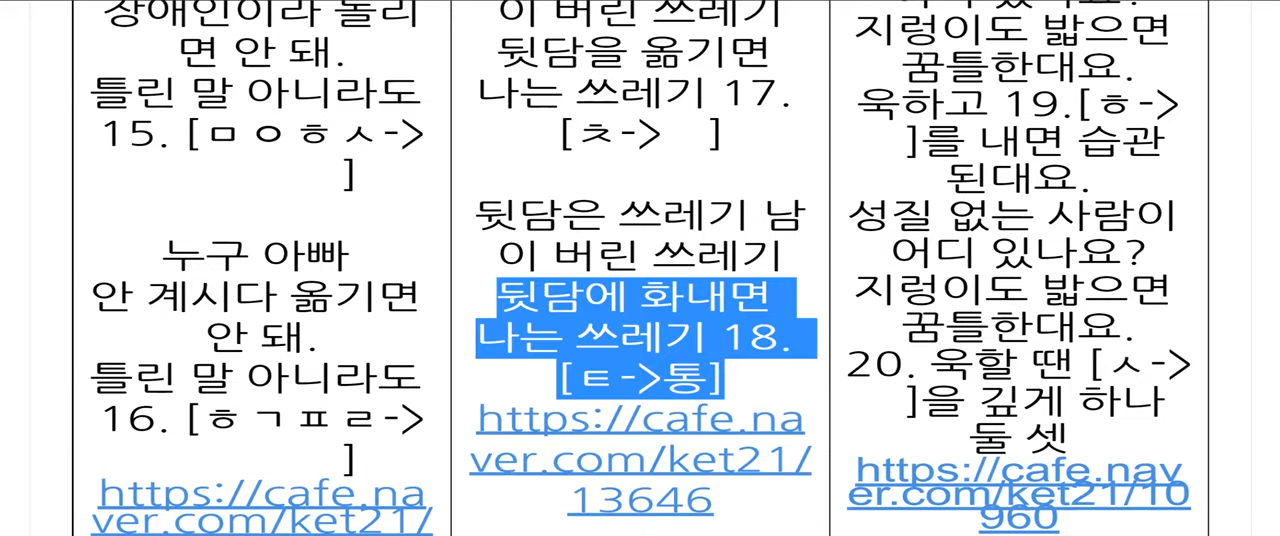 장애인이라 놀리
면 안 돼.
틀린 말 아니라도
15. [ㅁㅇㅎㅅ->
]
누구 아빠
안 계시다 옮기면
안 돼.
틀린 말 아니라도
16. [ㅎㄱㅍㄹ->
]
https://cafe.na
ver.com/ket21/
이 버린 쓰레기
뒷담을 옮기면
나는 쓰레기 17.
[ㅊ-> ]
뒷담은 쓰레기 남
이 버린 쓰레기
뒷담에 화내면
나는 쓰레기 18.
[ㅌ->통]
https://cafe.na
ver.com/ket21/
13646
지렁이도 밟으면
꿈틀한대요.
욱하고 19.[ㅎ->
]를 내면 습관
된대요.
성질 없는 사람이
어디 있나요?
지렁이도 밟으면
꿈틀한대요.
20. 욱할 땐 [ㅅ->
]을 깊게 하나
둘 셋
https://cafe.nav
er.com/ket21/10
960